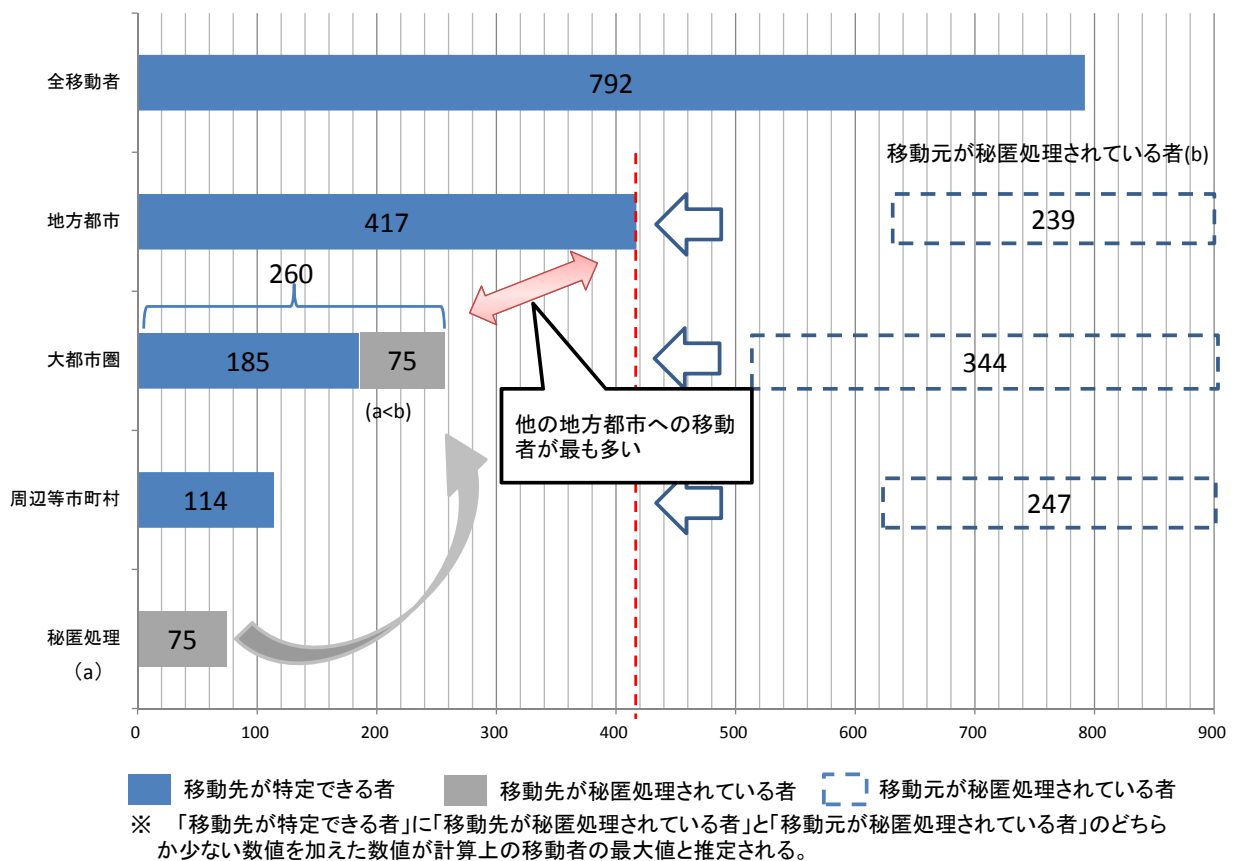 全移動者
792
移動元が秘匿処理されている者(b)
地方都市
417
239
260
大都市圏
185
75
344
(a<b)
他の地方都市への移動
者が最も多い
周辺等市町村
114
247
秘匿処理
75
（a）
0 100 200 300 400 500 600 700 800 900
移動先が特定できる者 移動先が秘匿処理されている者 移動元が秘匿処理されている者
※ 「移動先が特定できる者」に「移動先が秘匿処理されている者」と「移動元が秘匿処理されている者」のどちら
か少ない数値を加えた数値が計算上の移動者の最大値と推定される。